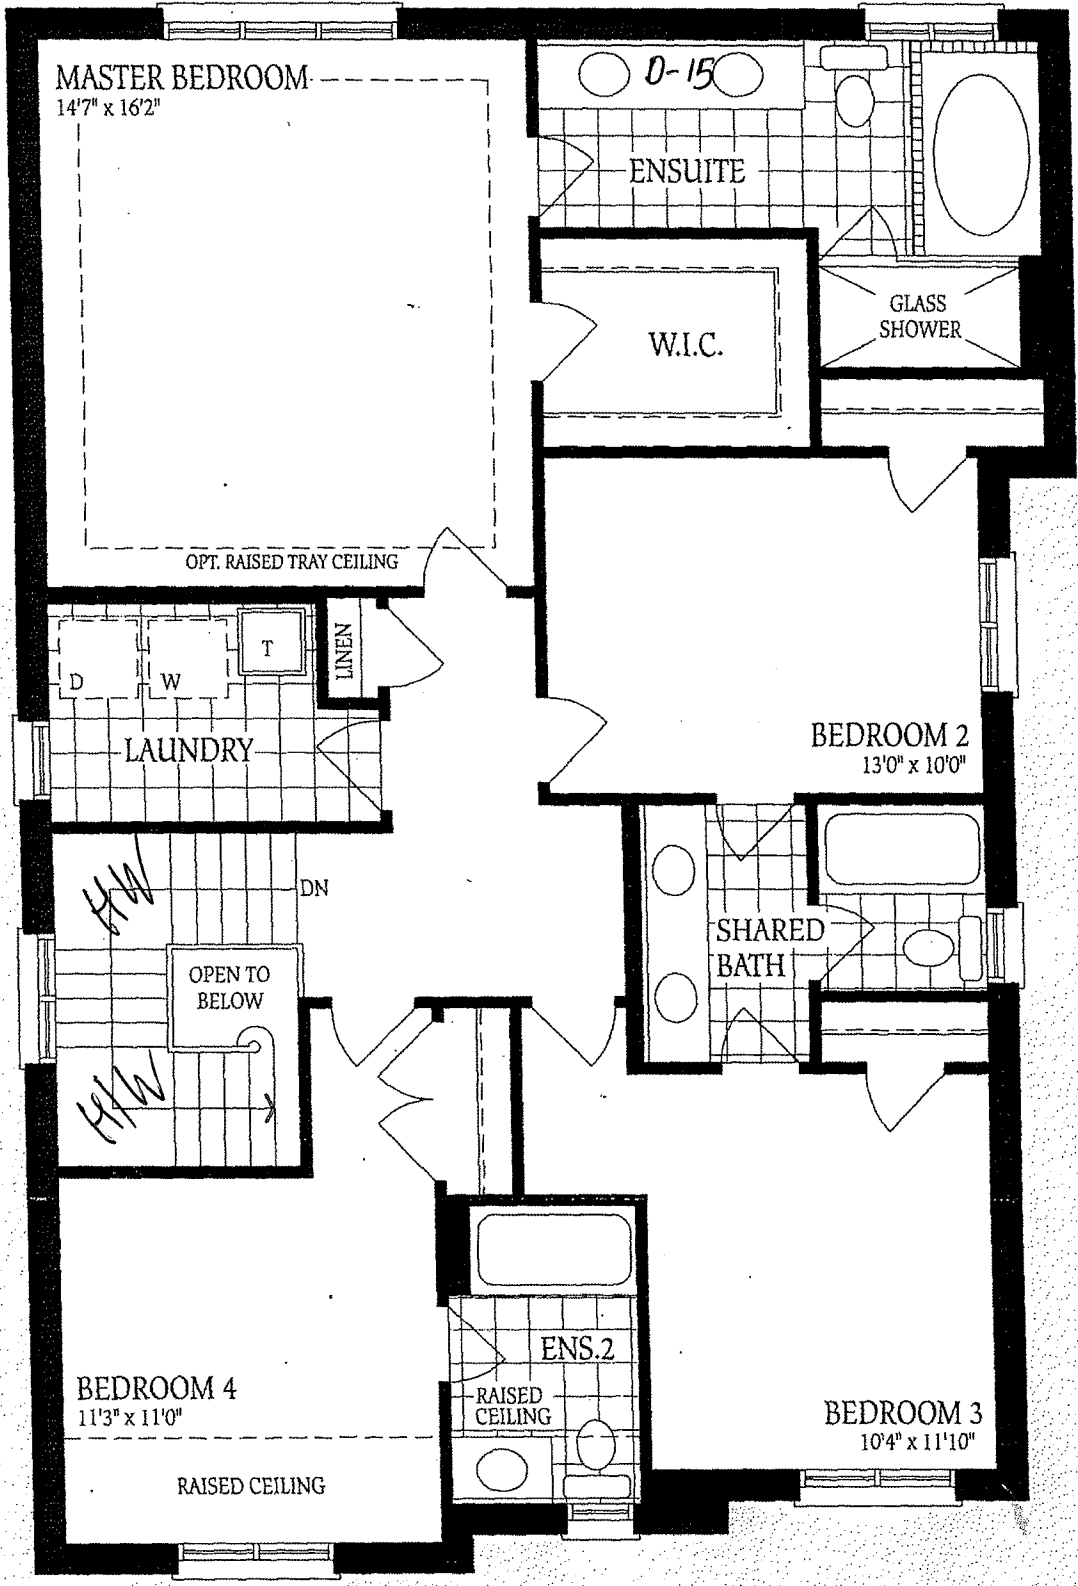 MASTER BEDROOM
14'7" x 16'2"
D-15
ENSUITE
GLASS
SHOWER
W.I.C.
OPT. RAISED TRAY CEILING
LINEN
T
D
W
LAUNDRY
BEDROOM 2
13'0" x 10'0"
HW
DN
SHARED
BATH
OPEN TO
BELOW
HW
ENS.2
RAISED
CEILING
BEDROOM 4
11'3" x 11'0"
RAISED CEILING
BEDROOM 3
10'4" x 11'10"